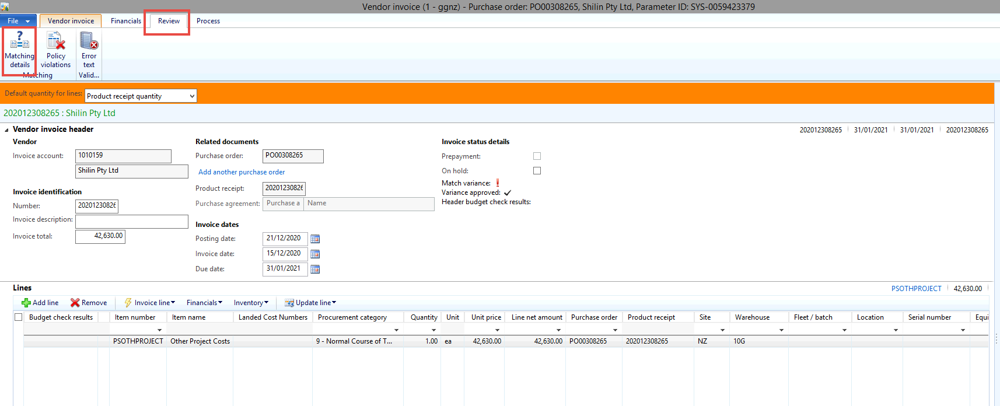 Vendor invoice (1 - ggnz) - Purchase order: PO00308265, Shilin Pty Ltd, Parameter ID: SYS-0059423379
File Vendor invoice Financials Review Process
?
Matching details Policy violations Error text
Matching Valid...
Default quantity for lines: Product receipt quantity
202012308265 : Shilin Pty Ltd
Vendor invoice header 202012308265 31/01/2021 31/01/2021 202012308265
Vendor Related documents Invoice status details
Invoice account: 1010159 Purchase order: PO00308265 Prepayment:
Shilin Pty Ltd Add another purchase order On hold:
Match variance: !
Invoice identification Product receipt: 2020123082 Variance approved:
Number: 2020123082 Purchase agreement: Purchase a Name Header budget check results:
Invoice description:
Invoice dates
Invoice total: 42,630.00 Posting date: 21/12/2020
Invoice date: 15/12/2020
Due date: 31/01/2021
Lines PSOTHPROJECT 42,630.00
Add line Remove Invoice line Financials Inventory Update line
Budget check results Item number Item name Landed Cost Numbers Procurement category Quantity Unit Unit price Line net amount Purchase order Product receipt Site Warehouse Fleet / batch Location Serial number Equi
PSOTHPROJECT Other Project Costs 9 - Normal Course of T... 1.00 ea 42,630.00 42,630.00 PO00308265 202012308265 NZ 10G